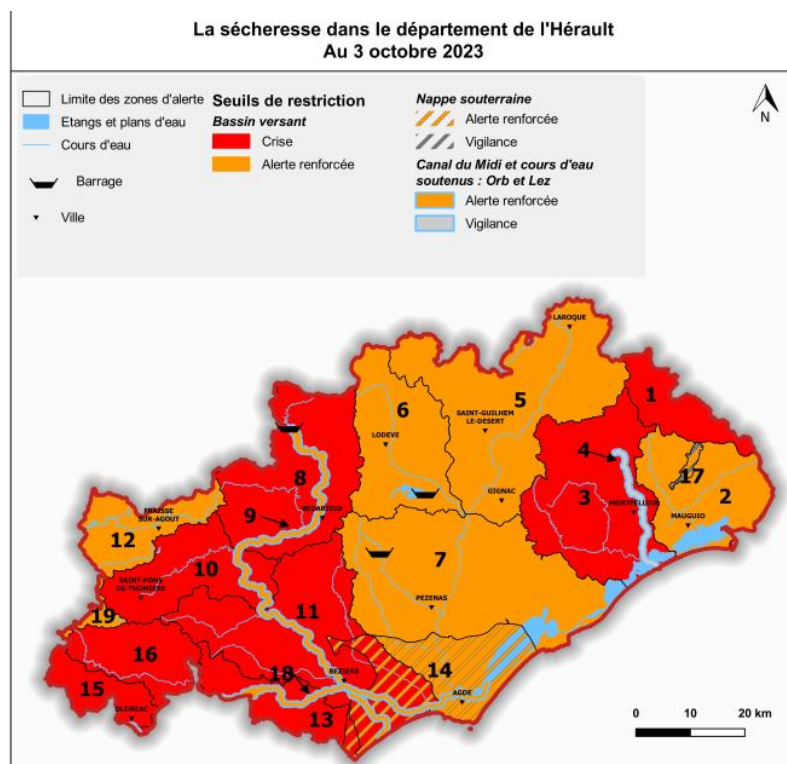 La sécheresse dans le département de l'Hérault
Au 3 octobre 2023
Limite des zones d'alerte
Etangs et plans d'eau
Cours d'eau
Barrage
Ville
Seuils de restriction
Bassin versant
Crise
Alerte renforcée
Nappe souterraine
Alerte renforcée
Vigilance
Canal du Midi et cours d'eau
soutenus : Orb et Lez
Alerte renforcée
Vigilance
N
LAROQUE
1
6
5
SAINT-GUILHEM
LE-DESERT
LODEVE
4
17
8
GIGNAC
3
MONTPELLIER
2
MAUGUIO
FRAISSE
SUR-AGOUT
9
BEDARIEUX
12
10
7
SAINT-PONS
DE-THOMIERE
PEZENAS
19
11
16
14
18
BEZIERS
15
AGDE
OLONZAC
13
0 10 20 km